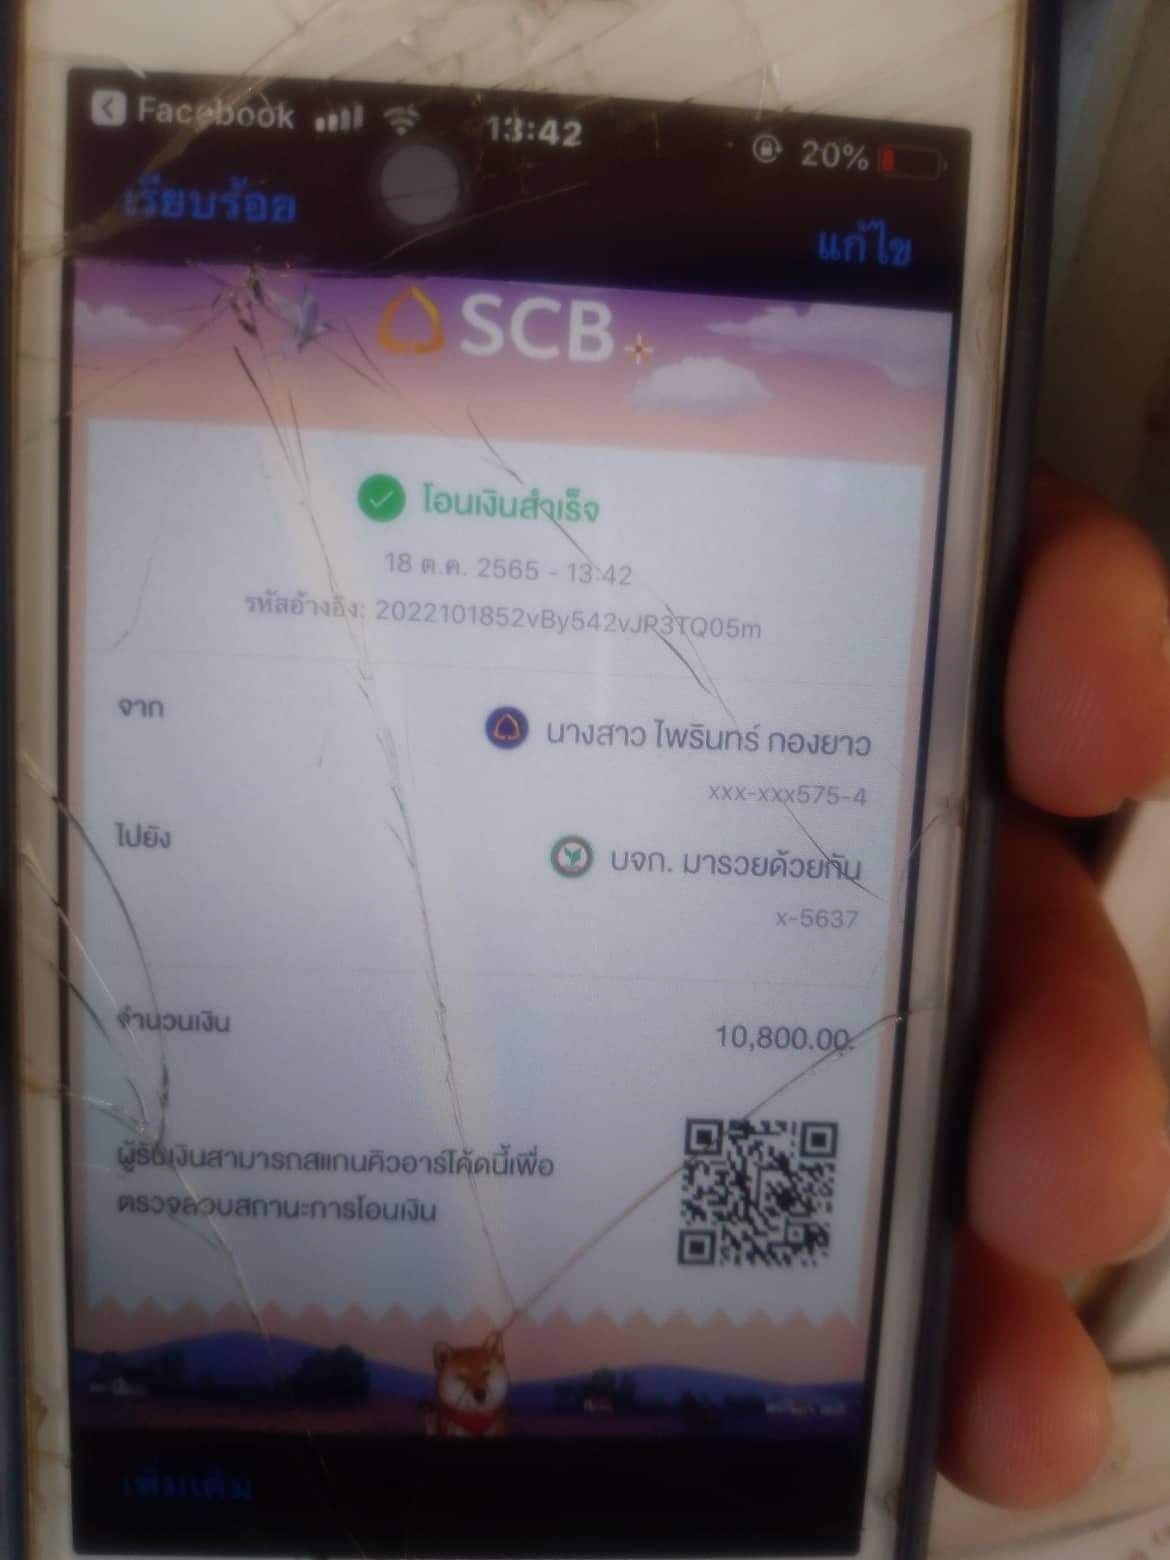 Facebook 13:42 20%
เรียบร้อย
แก้ไข
SCB
โอนเงินสำเร็จ
18 ต.ค. 2565 - 13:42
รหัสอ้างอิง: 2022101852vBy542vJP3TQ05m
จาก นางสาว ไพรินทร์ กองยาว
xxx-xxx575-4
ไปยัง บจก. มารวยด้วยกัน
x-5637
จำนวนเงิน 10,800.00
ผู้รับเงินสามารถสแกนคิวอาร์โค้ดนี้เพื่อ
ตรวจสอบสถานะการโอนเงิน
เพิ่มเติม